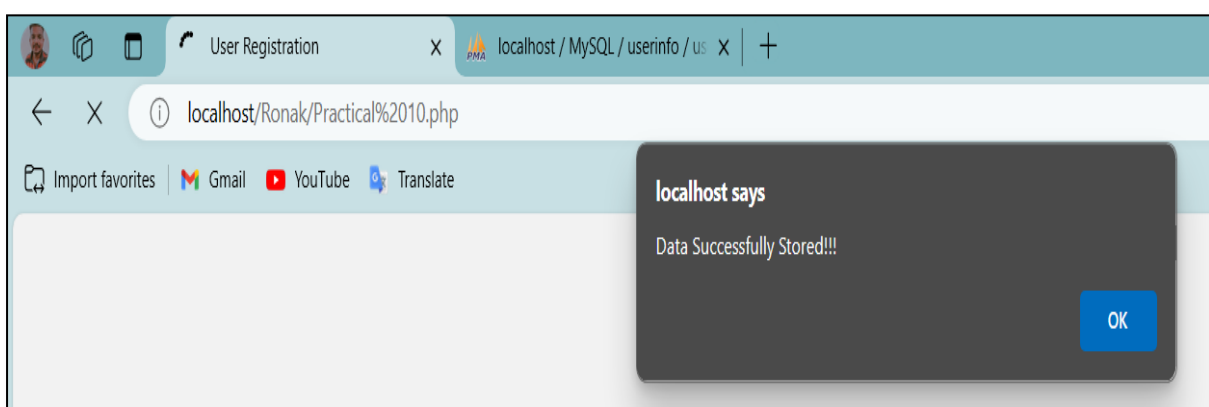 User Registration
PMA localhost / MySQL / userinfo / us
localhost/Ronak/Practical%2010.php
Import favorites Gmail YouTube Translate
localhost says
Data Successfully Stored!!!
OK